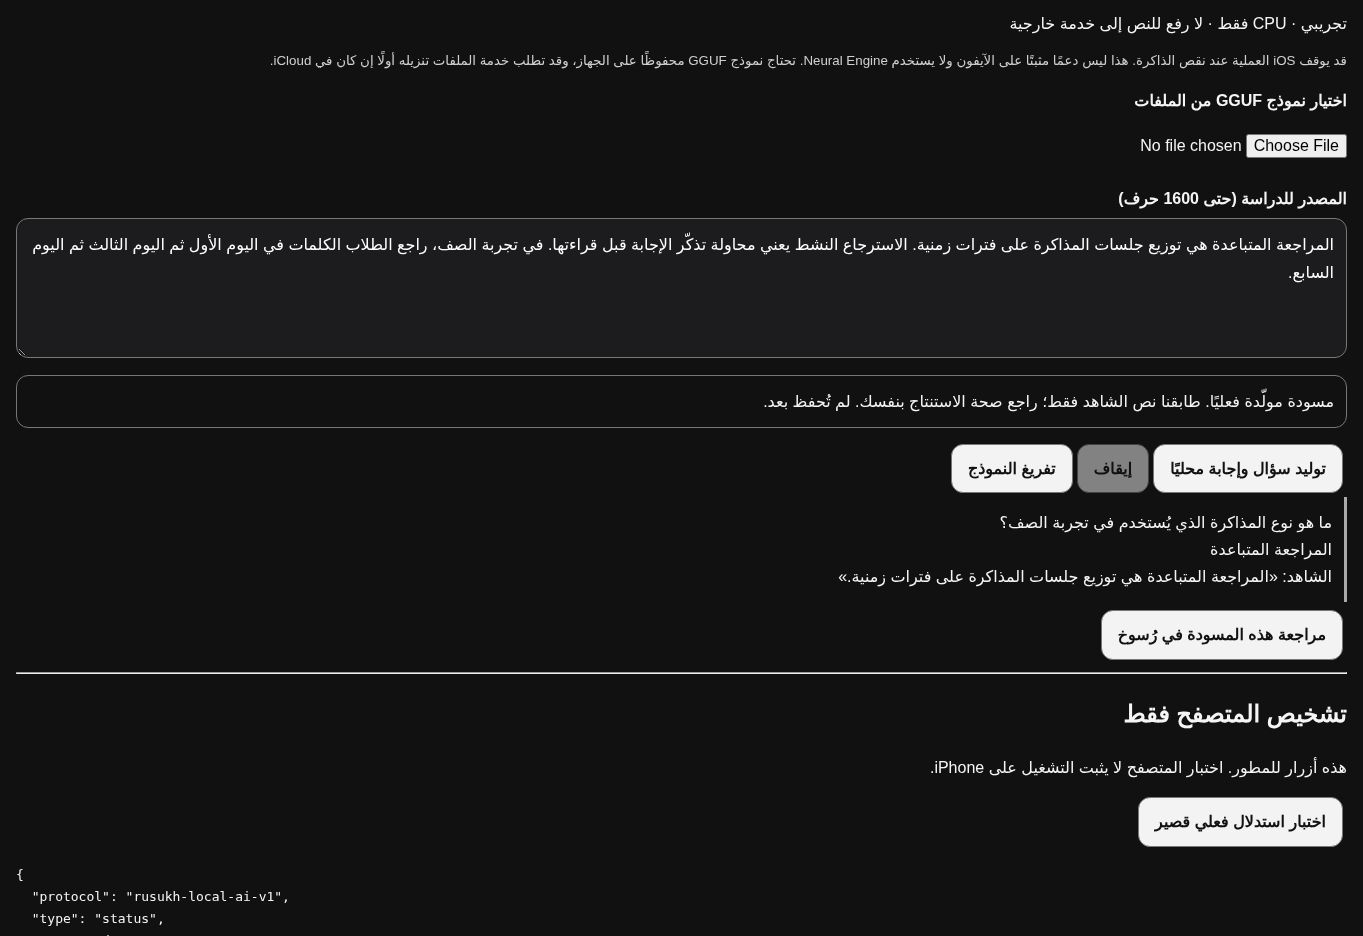 تجريبي · CPU فقط · لا رفع للنص إلى خدمة خارجية
قد يوقف iOS العملية عند نقص الذاكرة. هذا ليس دعمًا مثبتًا على الآيفون ولا يستخدم Neural Engine. تحتاج نموذج GGUF محفوظًا على الجهاز، وقد تطلب خدمة الملفات تنزيله أولًا إن كان في iCloud.
اختيار نموذج GGUF من الملفات
Choose File No file chosen
المصدر للدراسة (حتى 1600 حرف)
المراجعة المتباعدة هي توزيع جلسات المذاكرة على فترات زمنية. الاسترجاع النشط يعني محاولة تذكّر الإجابة قبل قراءتها. في تجربة الصف، راجع الطلاب الكلمات في اليوم الأول ثم اليوم الثالث ثم اليوم
السابع.
مسودة مولّدة فعليًا. طابقنا نص الشاهد فقط؛ راجع صحة الاستنتاج بنفسك. لم تُحفظ بعد.
توليد سؤال وإجابة محليًا إيقاف تفريغ النموذج
ما هو نوع المذاكرة الذي يُستخدم في تجربة الصف؟
المراجعة المتباعدة
الشاهد: «المراجعة المتباعدة هي توزيع جلسات المذاكرة على فترات زمنية.»
مراجعة هذه المسودة في رُسوخ
تشخيص المتصفح فقط
هذه أزرار للمطور. اختبار المتصفح لا يثبت التشغيل على iPhone.
اختبار استدلال فعلي قصير
{
"protocol": "rusukh-local-ai-v1",
"type": "status",